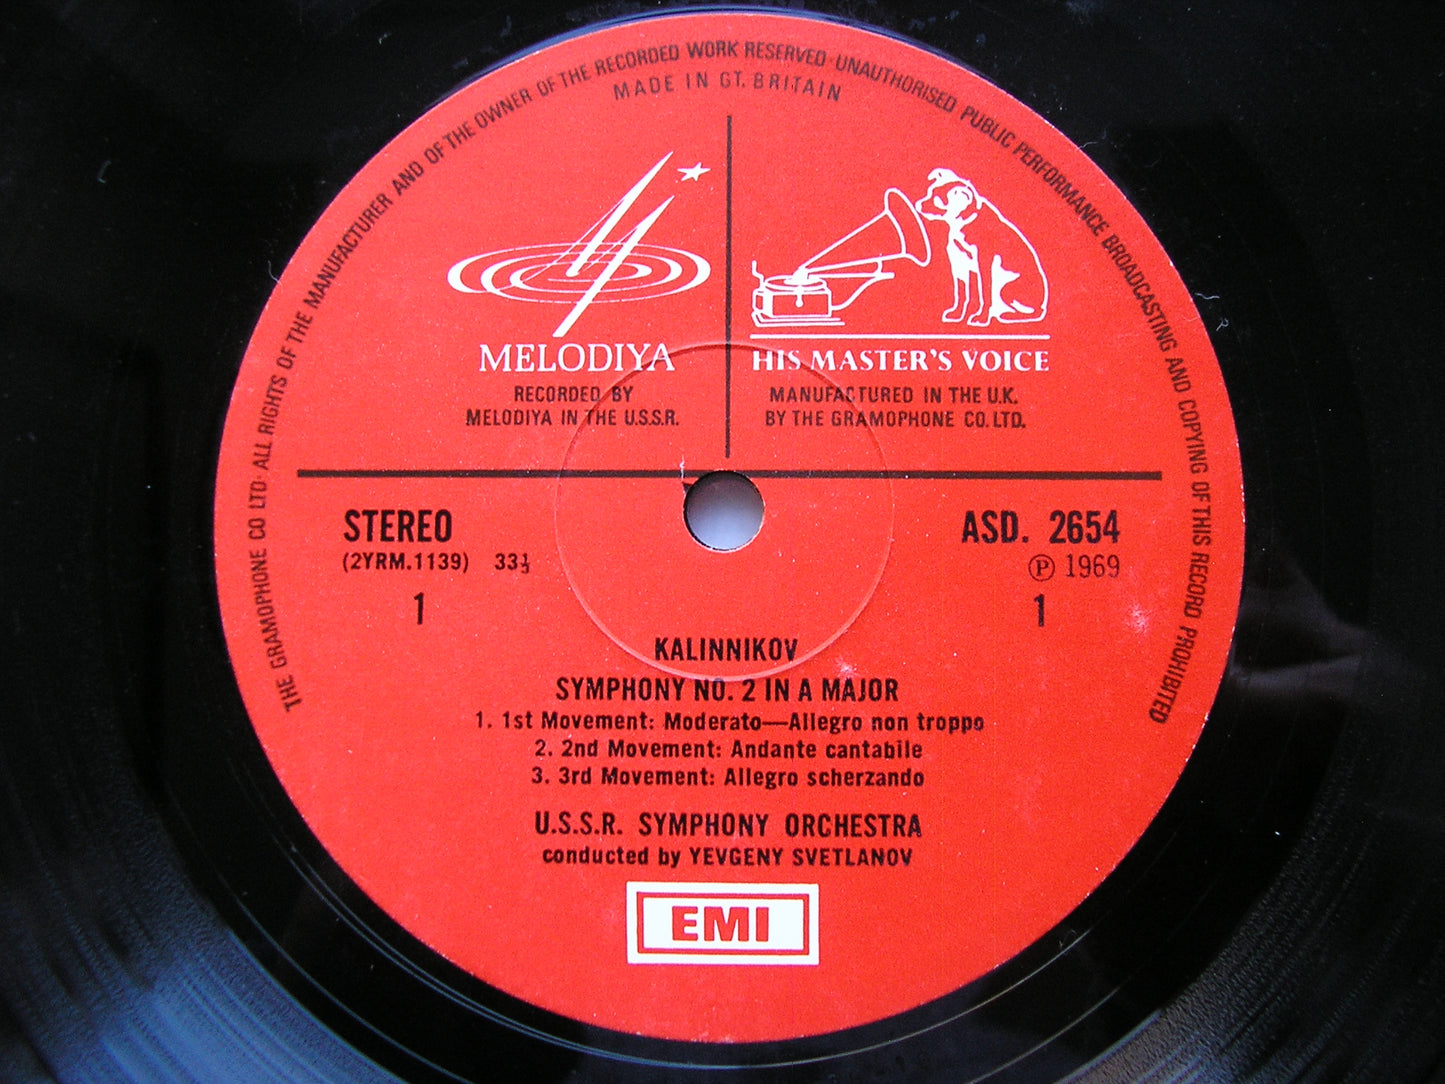 THE GRAMOPHONE CO LTD· ALL RIGHTS OF THE MANUFACTURER AND OF THE OWNER OF THE RECORDED WORK RESERVED·UNAUTHORISED PUBLIC PERFORMANCE BROADCASTING AND COPYING OF THIS RECORD PROHIBITED
MADE IN GT. BRITAIN
MELODIYA
RECORDED BY
MELODIYA IN THE U.S.S.R.
HIS MASTER'S VOICE
MANUFACTURED IN THE U.K.
BY THE GRAMOPHONE CO. LTD.
STEREO
(2YRM.1139) 33⅓
1
ASD. 2654
℗ 1969
1
KALINNIKOV
SYMPHONY NO. 2 IN A MAJOR
1. 1st Movement: Moderato—Allegro non troppo
2. 2nd Movement: Andante cantabile
3. 3rd Movement: Allegro scherzando
U.S.S.R. SYMPHONY ORCHESTRA
conducted by YEVGENY SVETLANOV
EMI